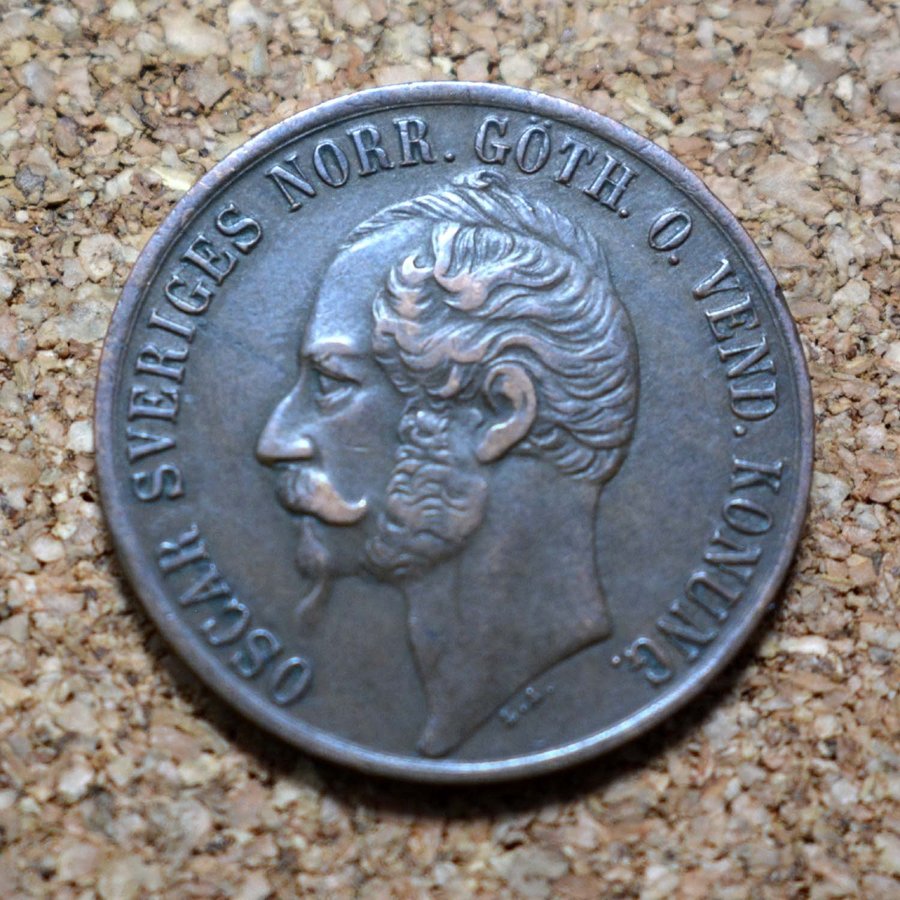 OSCAR SVERIGES NORR. GÖTH. O. VEND. KONUNG.
L.A.